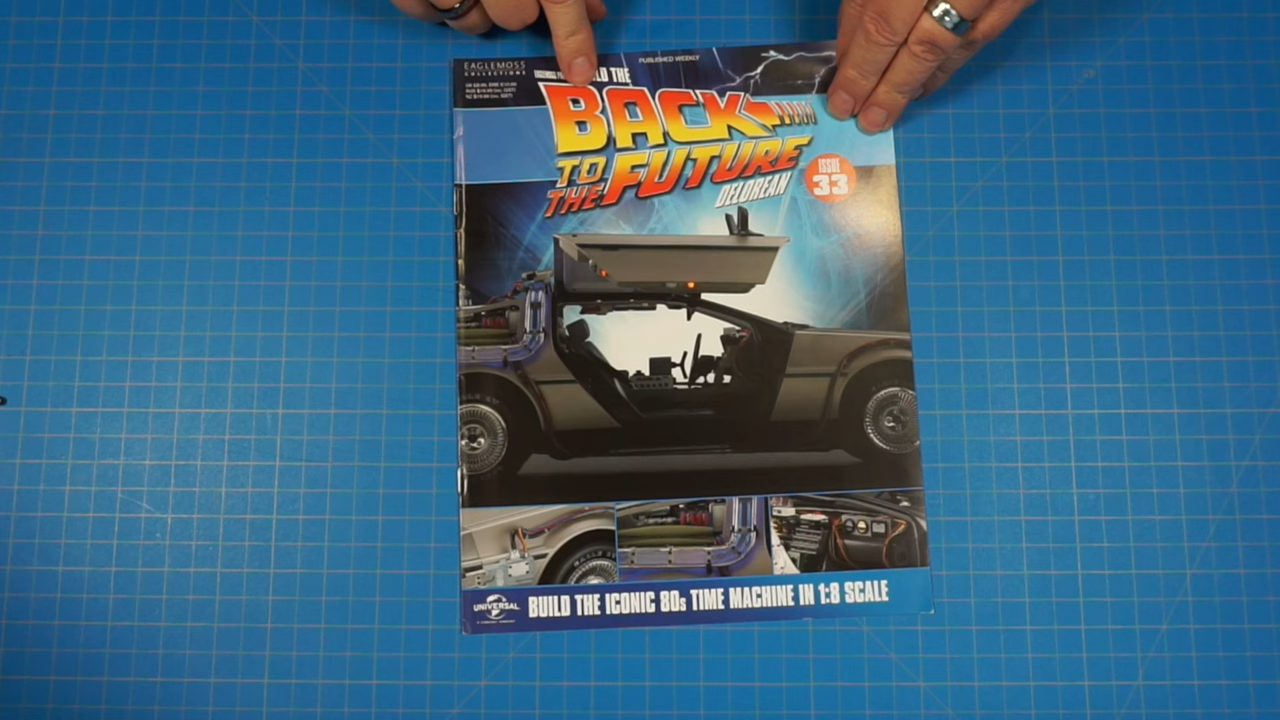 EAGLEMOSS
COLLECTIONS
PUBLISHED WEEKLY
THE
BACK
TO
THE FUTURE
DELOREAN
ISSUE
33
UNIVERSAL
BUILD THE ICONIC 80s TIME MACHINE IN 1:8 SCALE